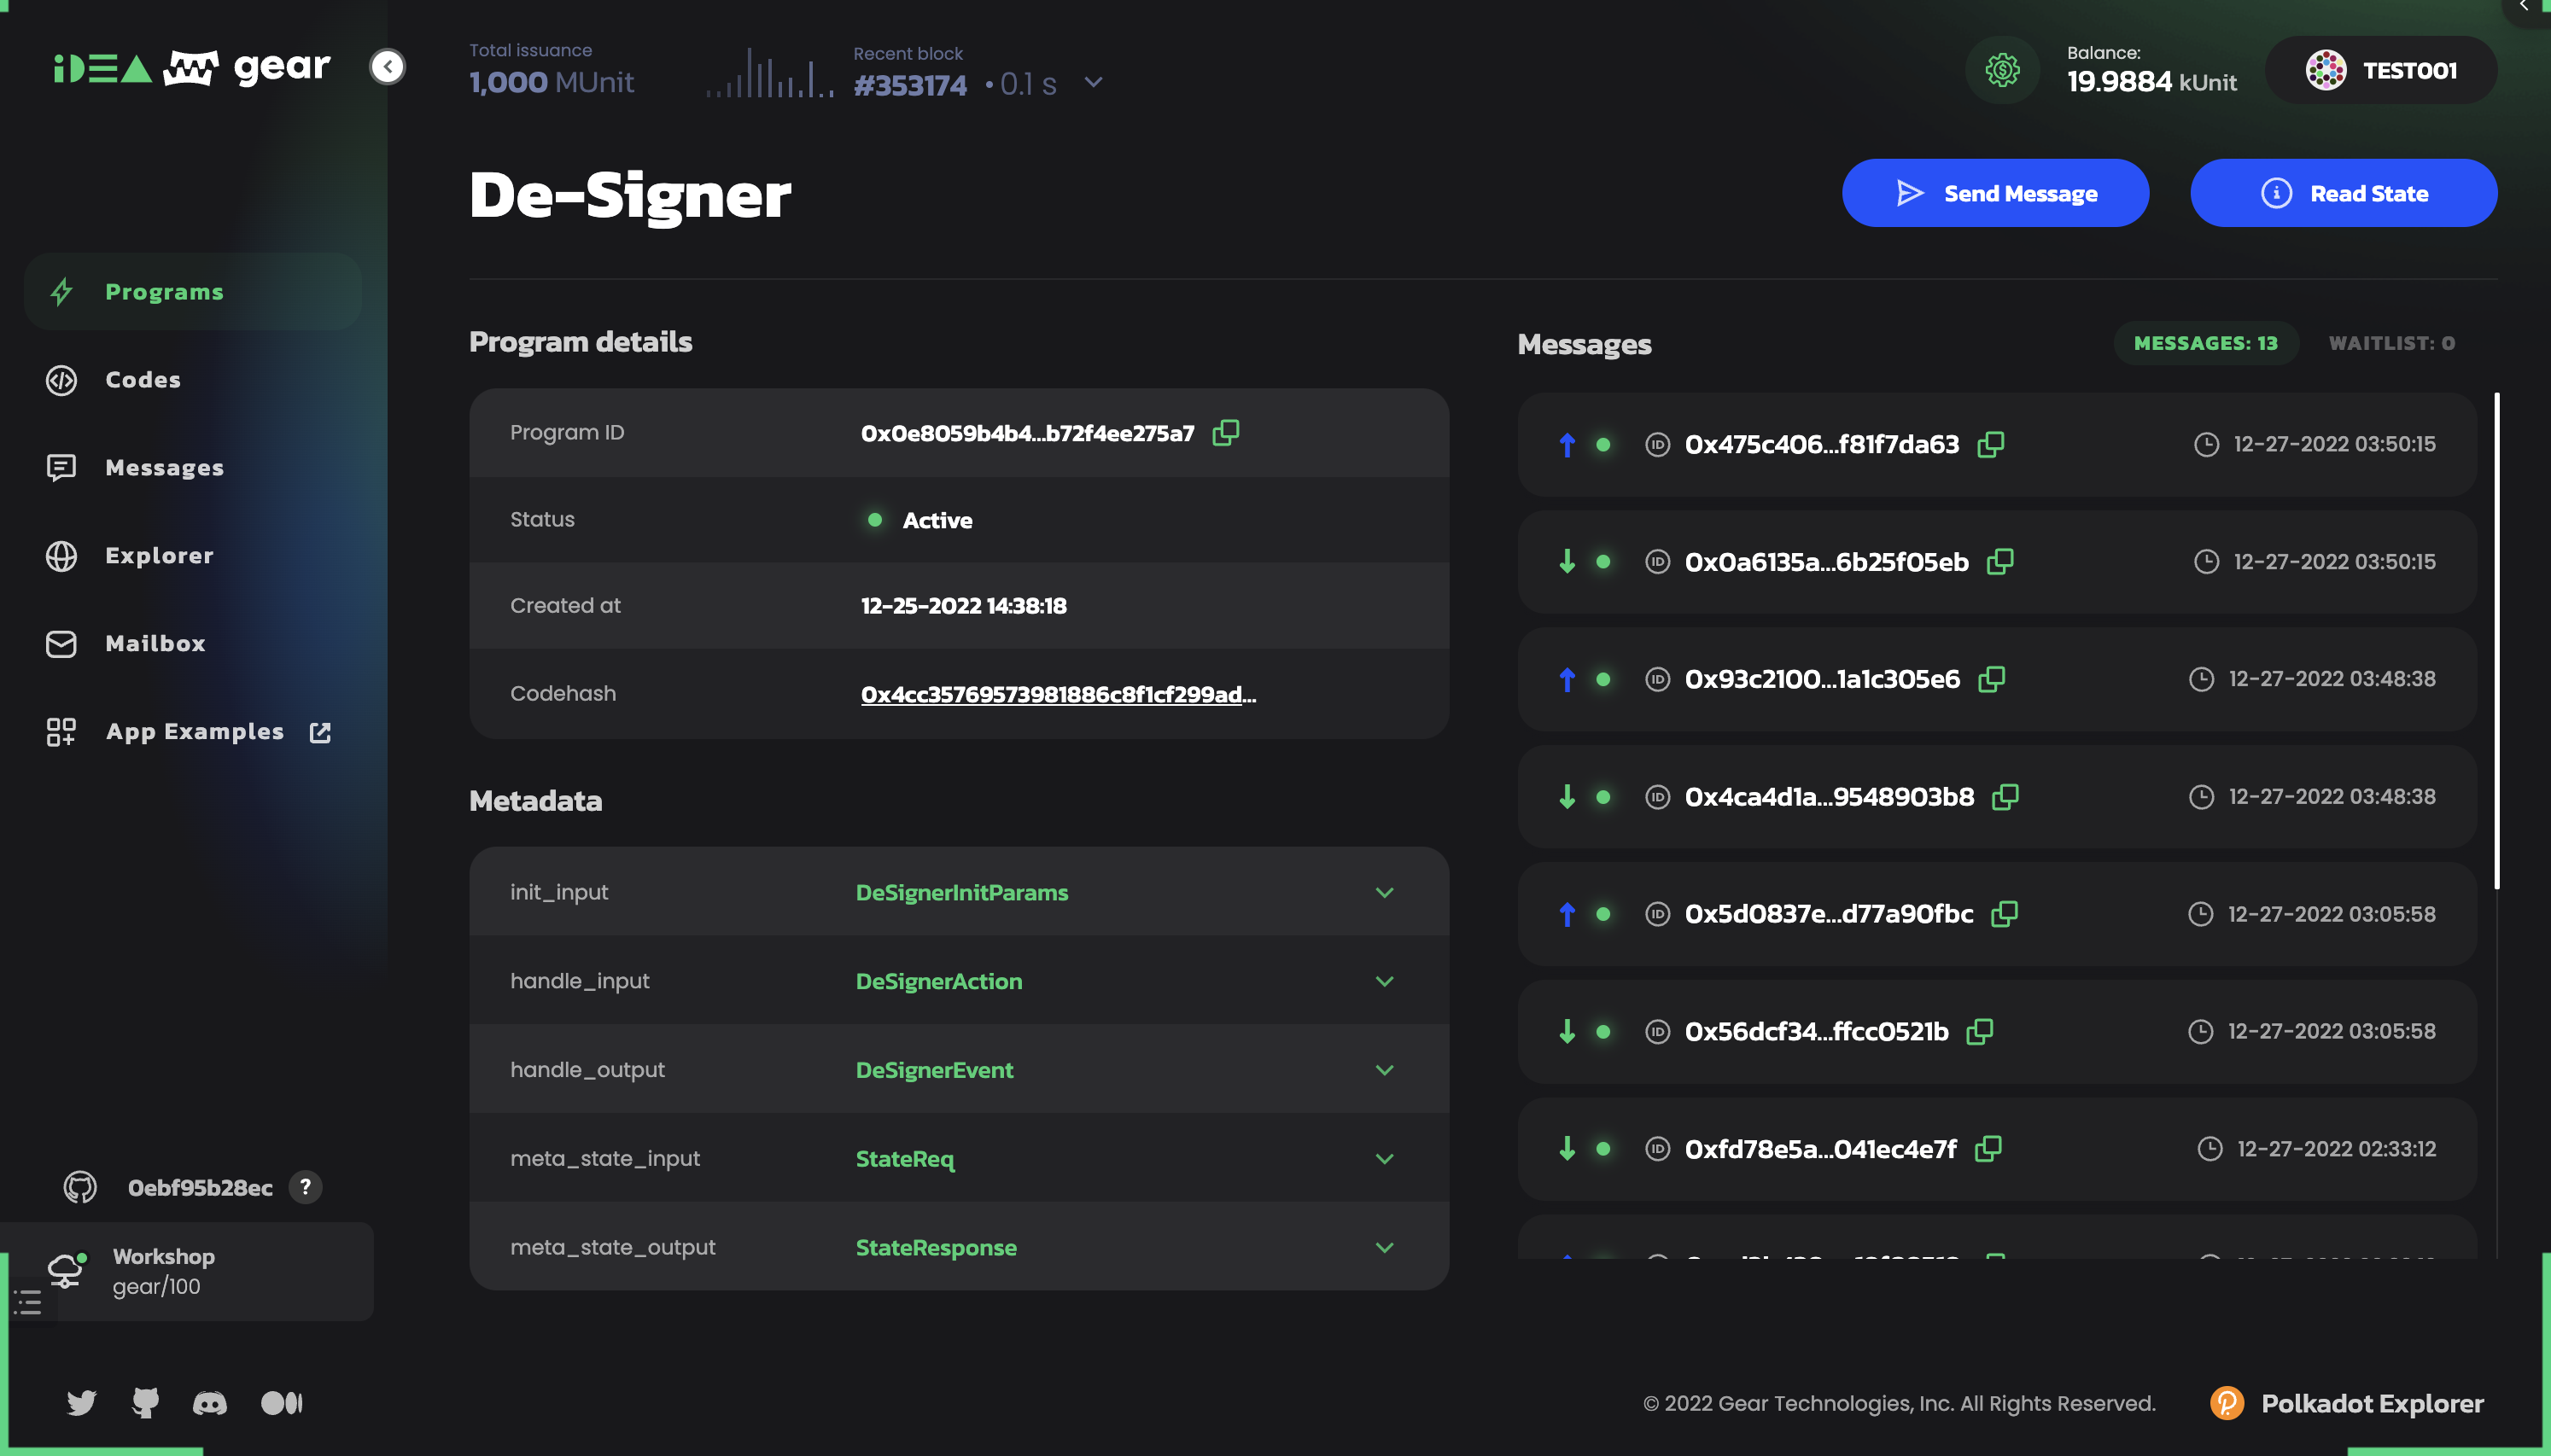 iDEA gear
Total issuance
1,000 MUnit
Recent block
#353174 • 0.1 s
Balance:
19.9884 kUnit
TEST001
De-Signer
Send Message
Read State
Programs
Codes
Messages
Explorer
Mailbox
App Examples
0ebf95b28ec ?
Workshop
gear/100
Program details
Program ID 0x0e8059b4b4...b72f4ee275a7
Status Active
Created at 12-25-2022 14:38:18
Codehash 0x4cc35769573981886c8f1cf299ad...
Metadata
init_input DeSignerInitParams
handle_input DeSignerAction
handle_output DeSignerEvent
meta_state_input StateReq
meta_state_output StateResponse
Messages
MESSAGES: 13 WAITLIST: 0
ID 0x475c406...f81f7da63 12-27-2022 03:50:15
ID 0x0a6135a...6b25f05eb 12-27-2022 03:50:15
ID 0x93c2100...1a1c305e6 12-27-2022 03:48:38
ID 0x4ca4d1a...9548903b8 12-27-2022 03:48:38
ID 0x5d0837e...d77a90fbc 12-27-2022 03:05:58
ID 0x56dcf34...ffcc0521b 12-27-2022 03:05:58
ID 0xfd78e5a...041ec4e7f 12-27-2022 02:33:12
© 2022 Gear Technologies, Inc. All Rights Reserved.
Polkadot Explorer